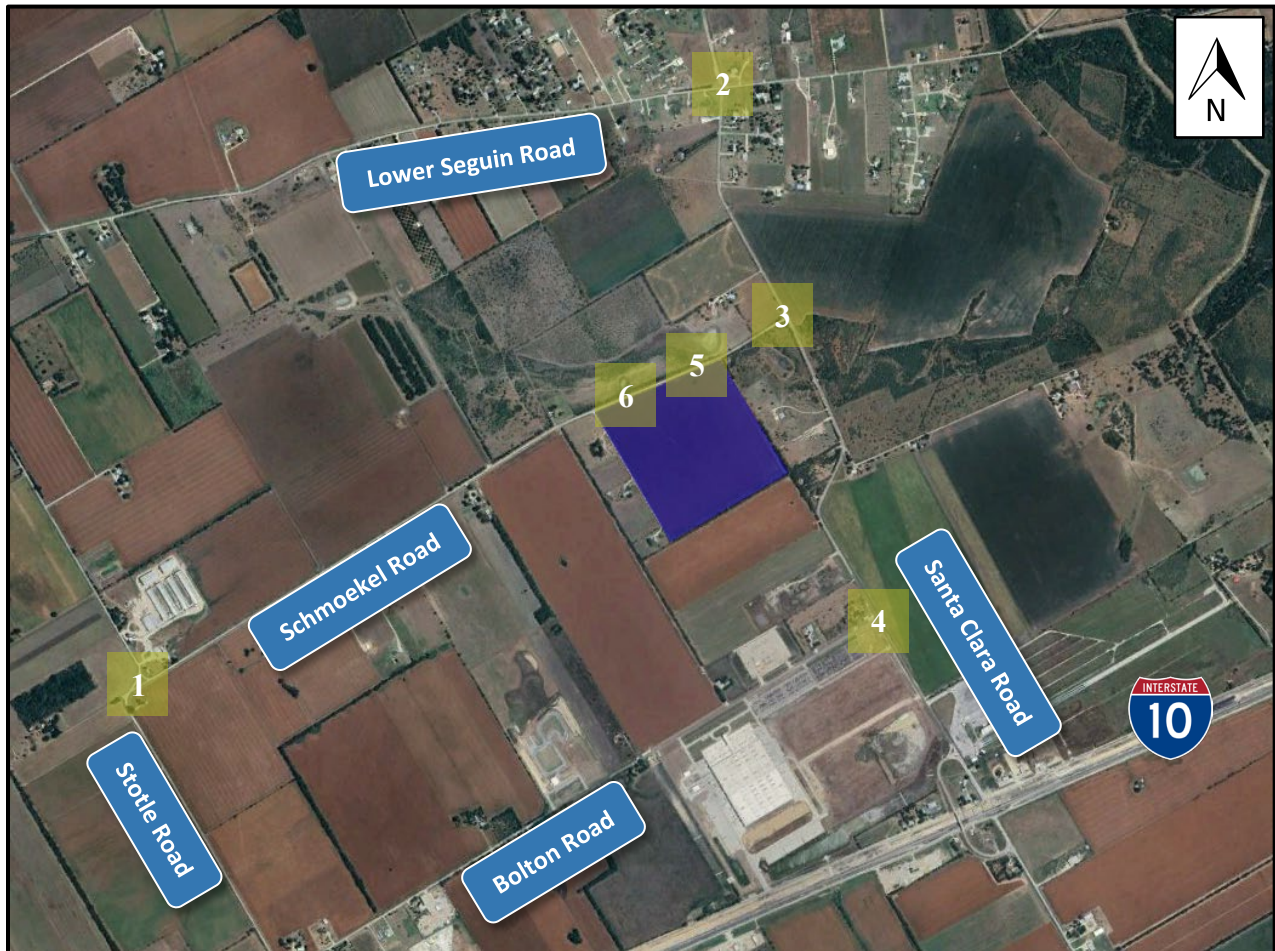 2
N
Lower Seguin Road
3
5
6
Schmoekel Road
4
Santa Clara Road
1
INTERSTATE
10
Stotle Road
Bolton Road